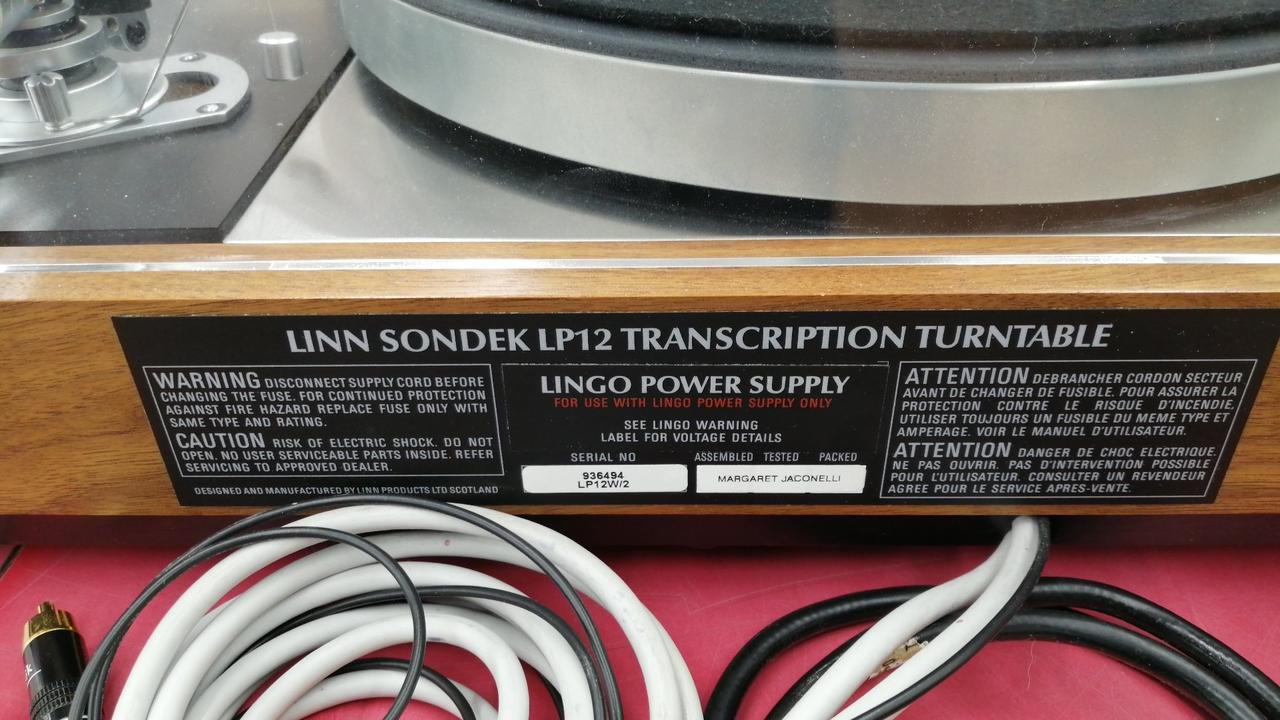 LINN SONDEK LP12 TRANSCRIPTION TURNTABLE
WARNING DISCONNECT SUPPLY CORD BEFORE
CHANGING THE FUSE. FOR CONTINUED PROTECTION
AGAINST FIRE HAZARD REPLACE FUSE ONLY WITH
SAME TYPE AND RATING.
CAUTION RISK OF ELECTRIC SHOCK. DO NOT
OPEN. NO USER SERVICEABLE PARTS INSIDE. REFER
SERVICING TO APPROVED DEALER.
DESIGNED AND MANUFACTURED BY LINN PRODUCTS LTD SCOTLAND
LINGO POWER SUPPLY
FOR USE WITH LINGO POWER SUPPLY ONLY
SEE LINGO WARNING
LABEL FOR VOLTAGE DETAILS
SERIAL NO
936494
LP12W/2
ASSEMBLED TESTED PACKED
MARGARET JACONELLI
ATTENTION DEBRANCHER CORDON SECTEUR
AVANT DE CHANGER DE FUSIBLE. POUR ASSURER LA
PROTECTION CONTRE LE RISQUE D'INCENDIE,
UTILISER TOUJOURS UN FUSIBLE DU MEME TYPE ET
AMPERAGE. VOIR LE MANUEL D'UTILISATEUR.
ATTENTION DANGER DE CHOC ELECTRIQUE.
NE PAS OUVRIR. PAS D'INTERVENTION POSSIBLE
POUR L'UTILISATEUR. CONSULTER UN REVENDEUR
AGREE POUR LE SERVICE APRES-VENTE.